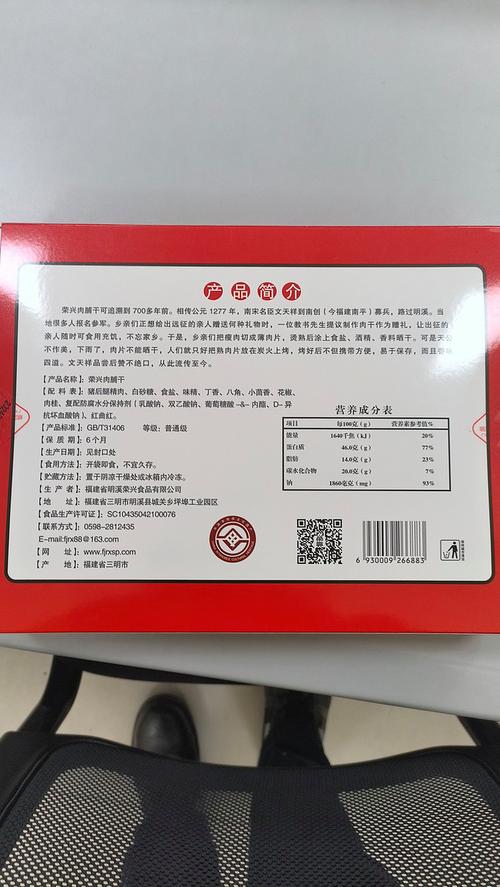 产品简介
荣兴肉脯干可追溯到 700多年前。相传公元 1277 年，南宋名臣文天祥到南创（今福建南平）募兵，路过明溪。当
地很多人报名参军。乡亲们正想给出远征的亲人赠送何种礼物时，一位教书先生提议制作肉干作为赠礼，让出征的
亲人随时可食用充饥，不忘家乡。于是，乡亲们把瘦肉切成薄肉片，烫熟后涂上食盐、酒精、香料晒干。可是天公
不作美，下雨了，肉片不能晒干，人们就只好把熟肉片放在炭火上烤，烤好后不但携带方便，易于保存，而且香味
四溢。文天祥品尝后赞不绝口，从此流传至今。
【产品名称】：荣兴肉脯干
【配 料 表】：猪后腿精肉、白砂糖、食盐、味精、丁香、八角、小茴香、花椒、
肉桂、复配防腐水分保持剂（乳酸钠、双乙酸钠、葡萄糖酸 –δ– 内酯、D– 异
抗坏血酸钠）、红曲红。
【产品标准】：GB/T31406 等级：普通级
【保 质 期】：6 个月
【生产日期】：见封口处
【食用方法】：开袋即食，不宜久存。
【贮藏方法】：置于阴凉干燥处或冰箱内冷冻。
【生 产 者】：福建省明溪荣兴食品有限公司
【地 址】：福建省三明市明溪县城关乡坪埠工业园区
【食品生产许可证】：SC10435042100076
【联系方式】：0598–2812435
E–mail:fjrx88@163.com
【网 址】：www.fjrxsp.com
【产 地】：福建省三明市
营养成分表
项目 每100克(g) 营养素参考值%
能量 1640千焦(kJ) 20%
蛋白质 46.0克(g) 77%
脂肪 14.0克(g) 23%
碳水化合物 20.0克(g) 7%
钠 1860毫克(mg) 93%
6 930009 266883